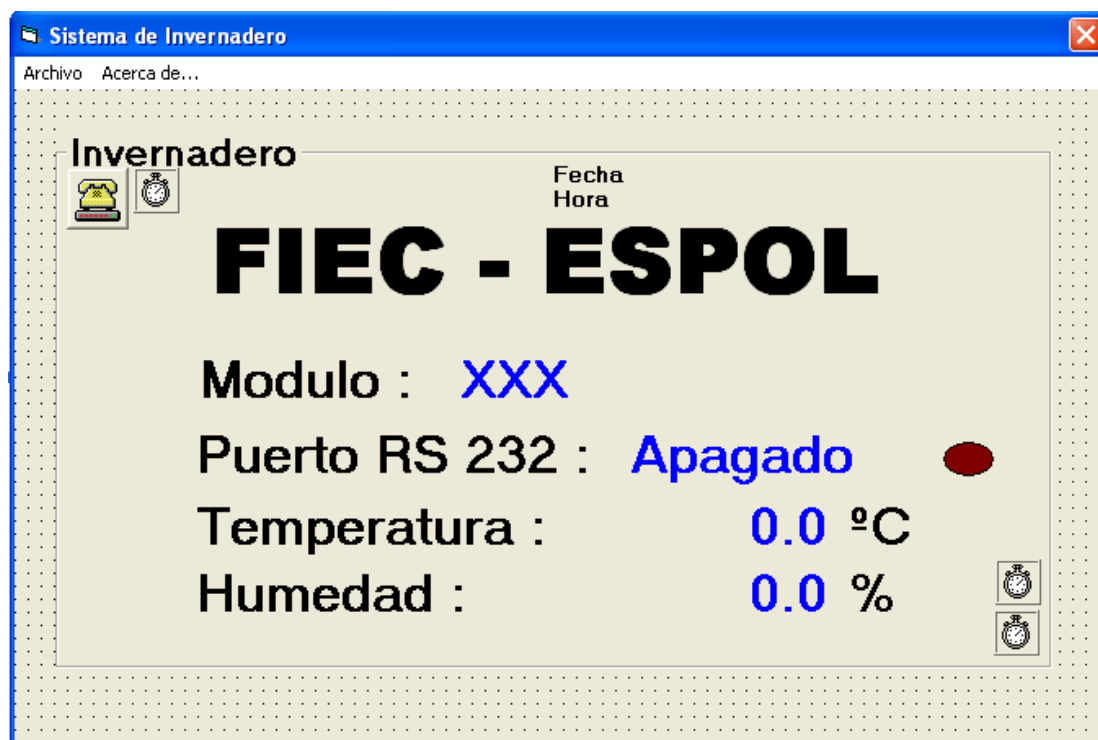 Sistema de Invernadero
Archivo Acerca de...
Invernadero
Fecha
Hora
FIEC - ESPOL
Modulo : XXX
Puerto RS 232 : Apagado
Temperatura : 0.0 ºC
Humedad : 0.0 %